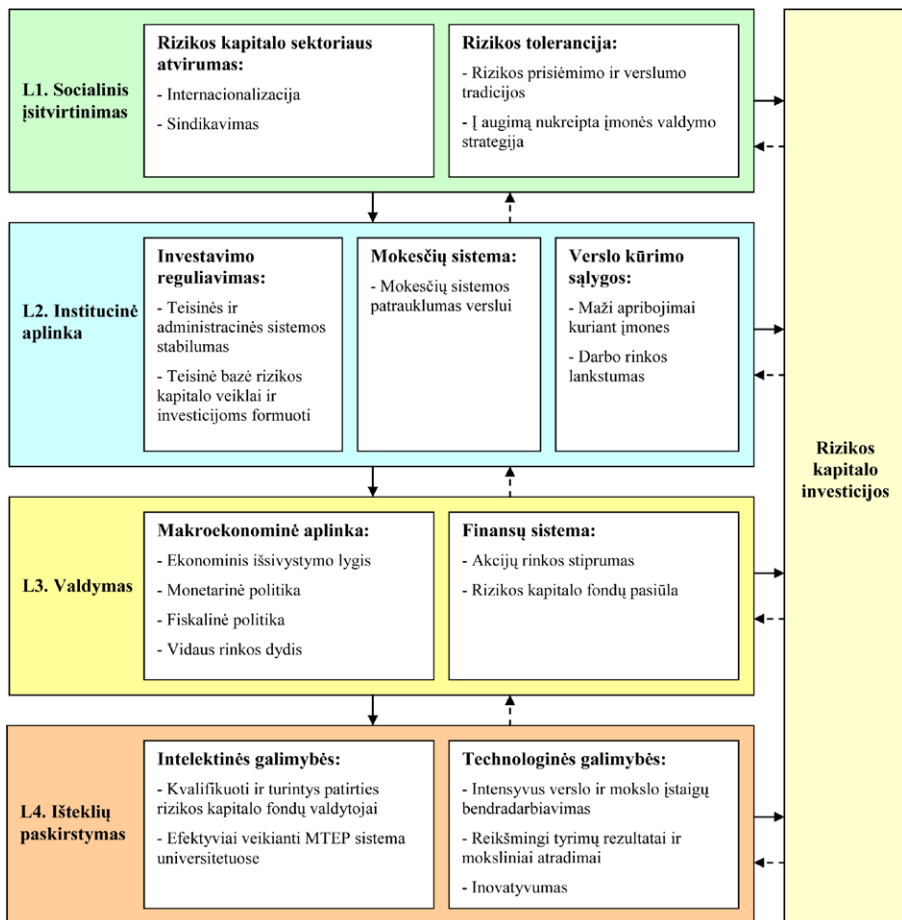 L1. Socialinis
įsitvirtinimas
Rizikos kapitalo sektoriaus
atvirumas:
- Internacionalizacija
- Sindikavimas
Rizikos tolerancija:
- Rizikos prisiėmimo ir verslumo
tradicijos
- Į augimą nukreipta įmonės valdymo
strategija
L2. Institucinė
aplinka
Investavimo
reguliavimas:
- Teisinės ir
administracinės sistemos
stabilumas
- Teisinė bazė rizikos
kapitalo veiklai ir
investicijoms formuoti
Mokesčių sistema:
- Mokesčių sistemos
patrauklumas verslui
Verslo kūrimo
sąlygos:
- Maži apribojimai
kuriant įmones
- Darbo rinkos
lankstumas
L3. Valdymas
Makroekonominė aplinka:
- Ekonominis išsivystymo lygis
- Monetarinė politika
- Fiskalinė politika
- Vidaus rinkos dydis
Finansų sistema:
- Akcijų rinkos stiprumas
- Rizikos kapitalo fondų pasiūla
L4. Išteklių
paskirstymas
Intelektinės galimybės:
- Kvalifikuoti ir turintys patirties
rizikos kapitalo fondų valdytojai
- Efektyviai veikianti MTEP sistema
universitetuose
Technologinės galimybės:
- Intensyvus verslo ir mokslo įstaigų
bendradarbiavimas
- Reikšmingi tyrimų rezultatai ir
moksliniai atradimai
- Inovatyvumas
Rizikos
kapitalo
investicijos